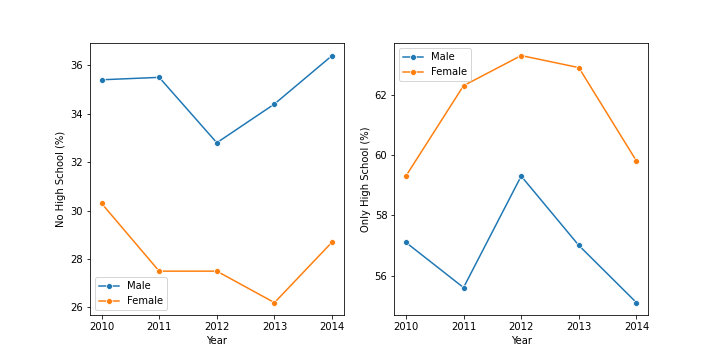 No High School (%)
36
34
32
30
28
26
Male
Female
2010 2011 2012 2013 2014
Year
Only High School (%)
62
60
58
56
Male
Female
2010 2011 2012 2013 2014
Year